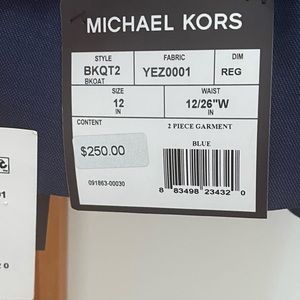 MICHAEL KORS
STYLE FABRIC DIM
BKQT2 YEZ0001 REG
BKOAT
SIZE WAIST
12 12/26"W
IN IN
CONTENT 2 PIECE GARMENT
BLUE
$250.00
091863-00030
8 83498 23432 0